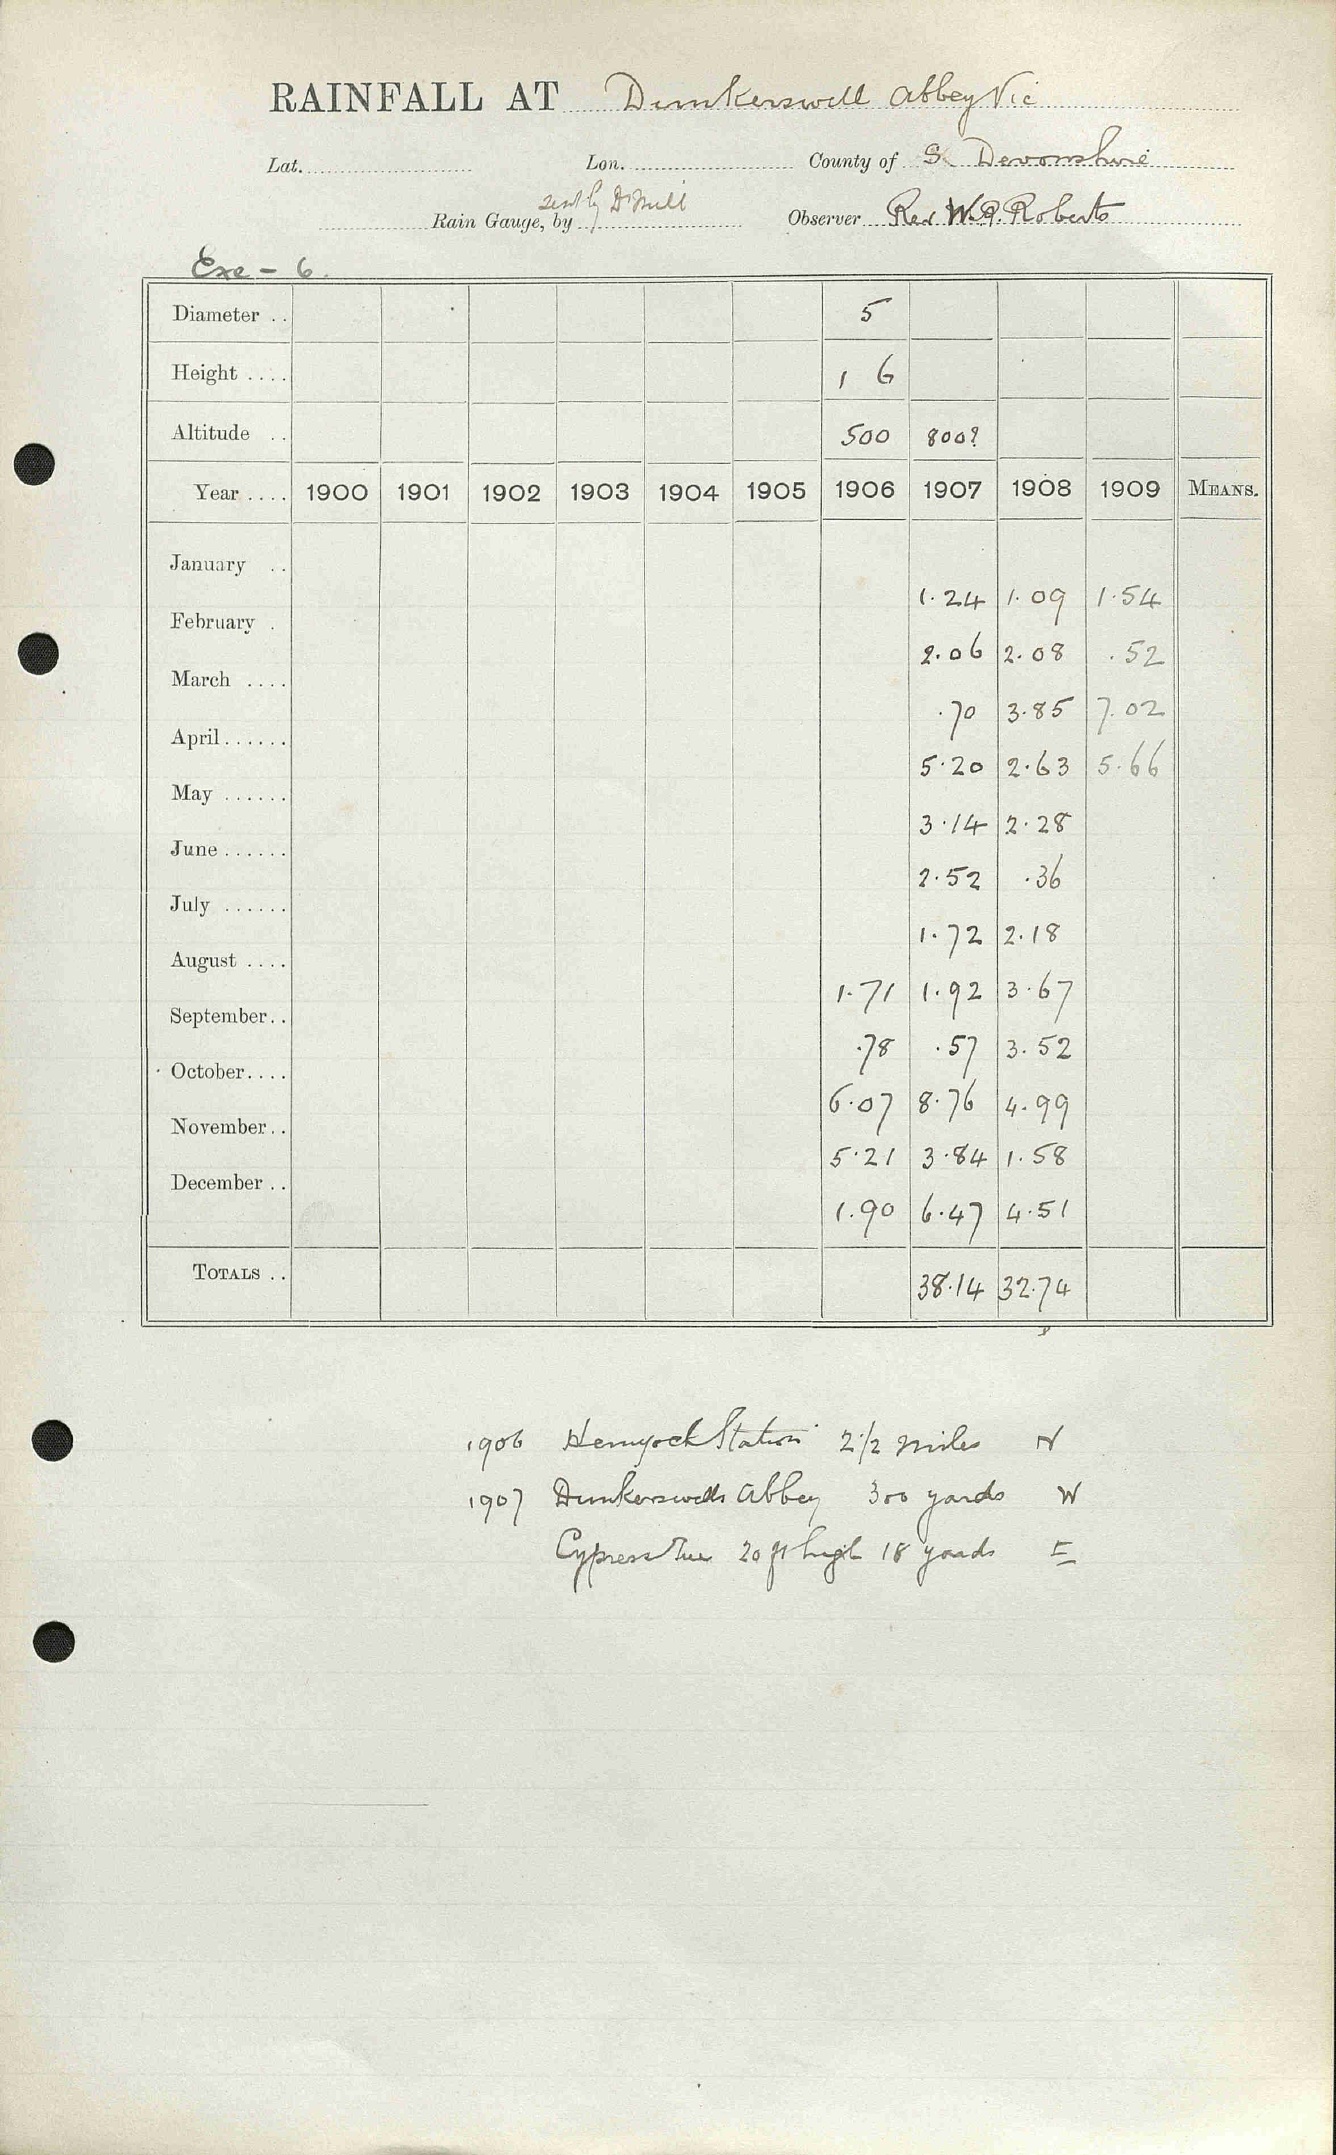 RAINFALL AT Dunkerswell Abbey Vic
Lat. Lon. County of S. Devonshire
Rain Gauge, by sent by Dr Mill Observer Rev W.R. Roberts
Exe - 6.
Diameter .. 5
Height .... 1 6
Altitude .. 500 800?
Year .... 1900 1901 1902 1903 1904 1905 1906 1907 1908 1909 MEANS.
January .. 1.24 1.09 1.54
February . 2.06 2.08 .52
March .... .70 3.85 7.02
April...... 5.20 2.63 5.66
May ...... 3.14 2.28
June ...... 2.52 .36
July ...... 1.72 2.18
August .... 1.71 1.92 3.67
September.. .78 .57 3.52
October.... 6.07 8.76 4.99
November.. 5.21 3.84 1.58
December .. 1.90 6.47 4.51
TOTALS .. 38.14 32.74
1906 Hemyock Station 2 1/2 miles N
1907 Dunkerswell Abbey 300 yards W
Cypress Tree 20 ft high 18 yards E